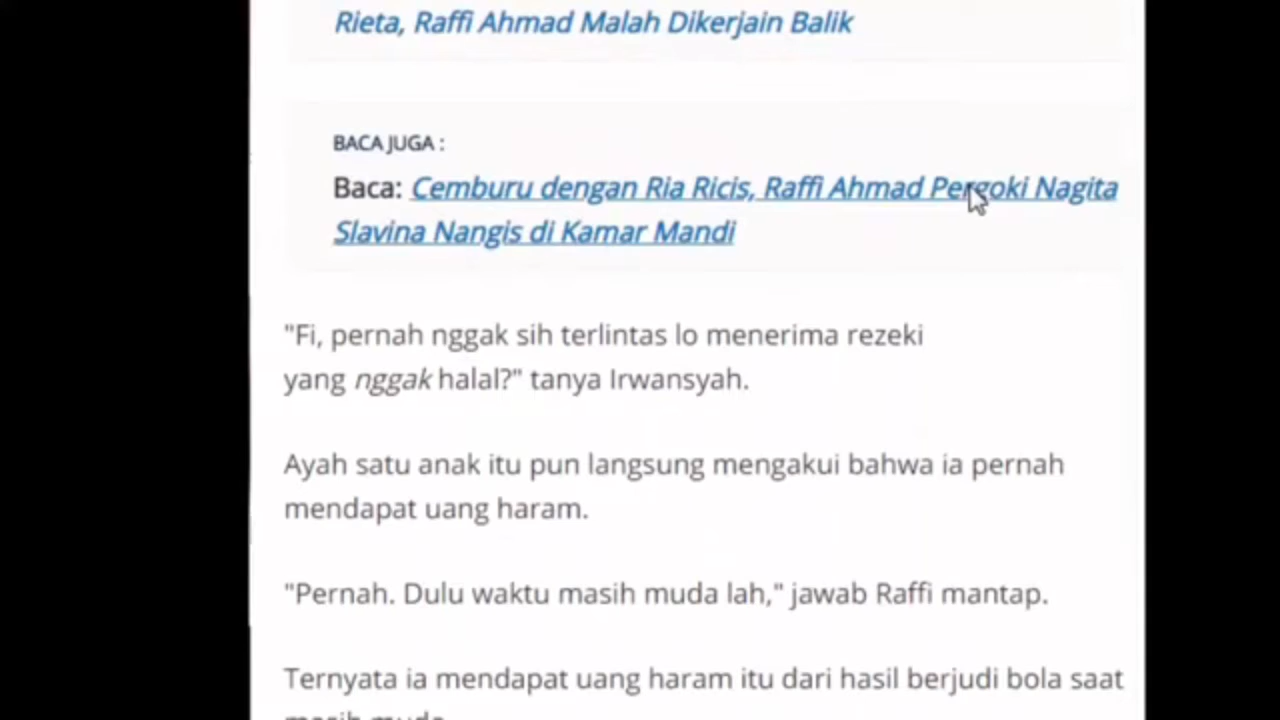 Rieta, Raffi Ahmad Malah Dikerjain Balik
BACA JUGA :
Baca: Cemburu dengan Ria Ricis, Raffi Ahmad Pergoki Nagita
Slavina Nangis di Kamar Mandi
"Fi, pernah nggak sih terlintas lo menerima rezeki
yang nggak halal?" tanya Irwansyah.
Ayah satu anak itu pun langsung mengakui bahwa ia pernah
mendapat uang haram.
"Pernah. Dulu waktu masih muda lah," jawab Raffi mantap.
Ternyata ia mendapat uang haram itu dari hasil berjudi bola saat
masih muda.